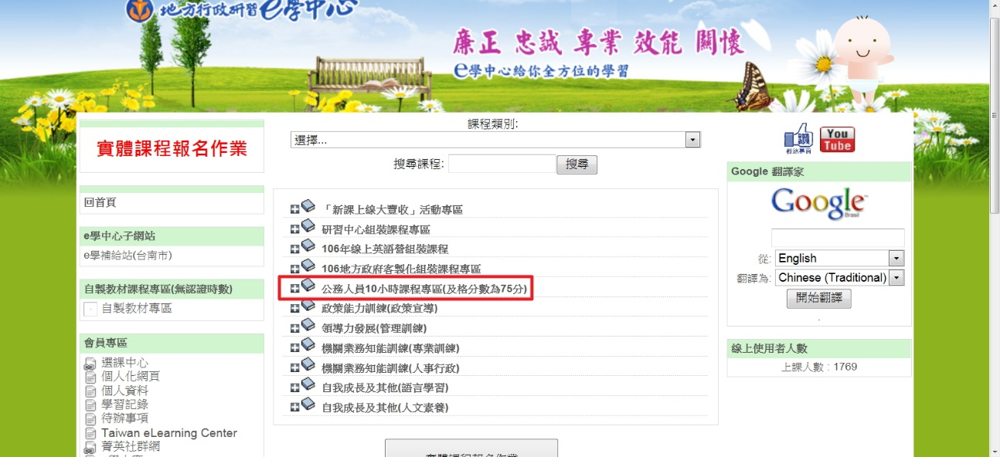 地方行政研習e學中心
廉正 忠誠 專業 效能 關懷
e學中心給你全方位的學習
實體課程報名作業
回首頁
e學中心子網站
e學補給站(台南市)
自製教材課程專區(無認證時數)
自製教材專區
會員專區
選課中心
個人化網頁
個人資料
學習記錄
待辦事項
Taiwan eLearning Center
菁英社群網
課程類別:
選擇...
搜尋課程:
搜尋
「新課上線大豐收」活動專區
研習中心組裝課程專區
106年線上英語營組裝課程
106地方政府客製化組裝課程專區
公務人員10小時課程專區(及格分數為75分)
政策能力訓練(政策宣導)
領導力發展(管理訓練)
機關業務知能訓練(專業訓練)
機關業務知能訓練(人事行政)
自我成長及其他(語言學習)
自我成長及其他(人文素養)
實體課程報名作業
讚
粉絲專頁
You
Tube
Google 翻譯家
Google
Brasil
從:
English
翻譯為:
Chinese (Traditional)
開始翻譯
線上使用者人數
上課人數 : 1769